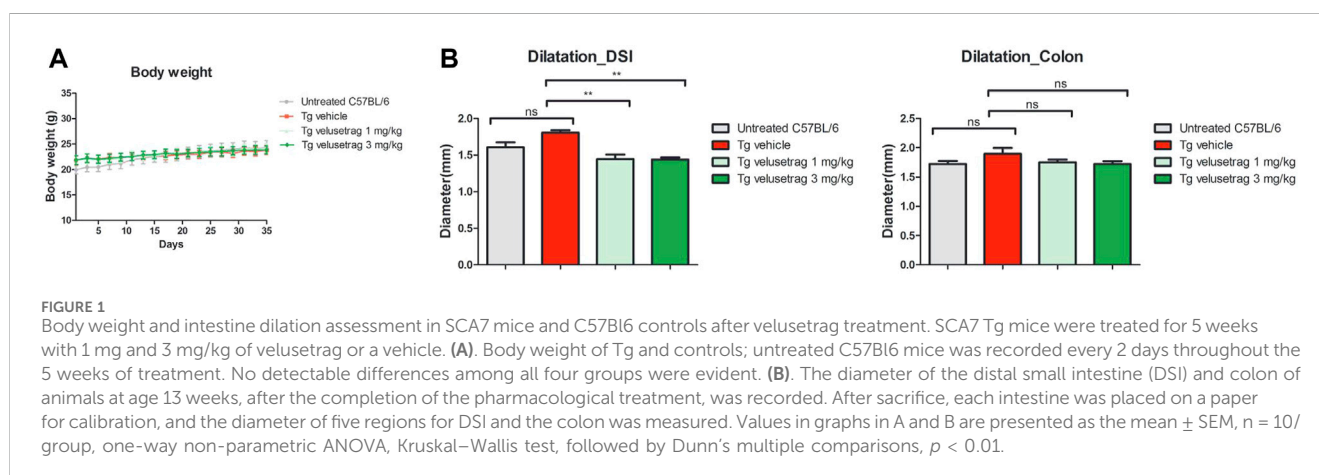 A
Body weight
Body weight (g)
35
30
25
20
15
10
5
10
15
20
25
30
35
Days
Untreated C57BL/6
Tg vehicle
Tg velusetrag 1 mg/kg
Tg velusetrag 3 mg/kg
B
Dilatation_DSI
Diameter(mm)
2.0
1.5
1.0
0.5
0.0
ns
**
**
Untreated C57BL/6
Tg vehicle
Tg velusetrag 1 mg/kg
Tg velusetrag 3 mg/kg
Dilatation_Colon
Diameter(mm)
2.5
2.0
1.5
1.0
0.5
0.0
ns
ns
ns
Untreated C57BL/6
Tg vehicle
Tg velusetrag 1 mg/kg
Tg velusetrag 3 mg/kg
FIGURE 1
Body weight and intestine dilation assessment in SCA7 mice and C57Bl6 controls after velusetrag treatment. SCA7 Tg mice were treated for 5 weeks
with 1 mg and 3 mg/kg of velusetrag or a vehicle. (A). Body weight of Tg and controls; untreated C57Bl6 mice was recorded every 2 days throughout the
5 weeks of treatment. No detectable differences among all four groups were evident. (B). The diameter of the distal small intestine (DSI) and colon of
animals at age 13 weeks, after the completion of the pharmacological treatment, was recorded. After sacrifice, each intestine was placed on a paper
for calibration, and the diameter of five regions for DSI and the colon was measured. Values in graphs in A and B are presented as the mean ± SEM, n = 10/
group, one-way non-parametric ANOVA, Kruskal–Wallis test, followed by Dunn's multiple comparisons, p < 0.01.